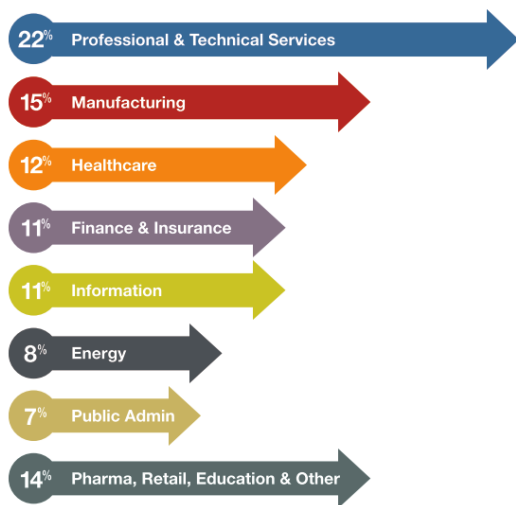 22% Professional & Technical Services
15% Manufacturing
12% Healthcare
11% Finance & Insurance
11% Information
8% Energy
7% Public Admin
14% Pharma, Retail, Education & Other